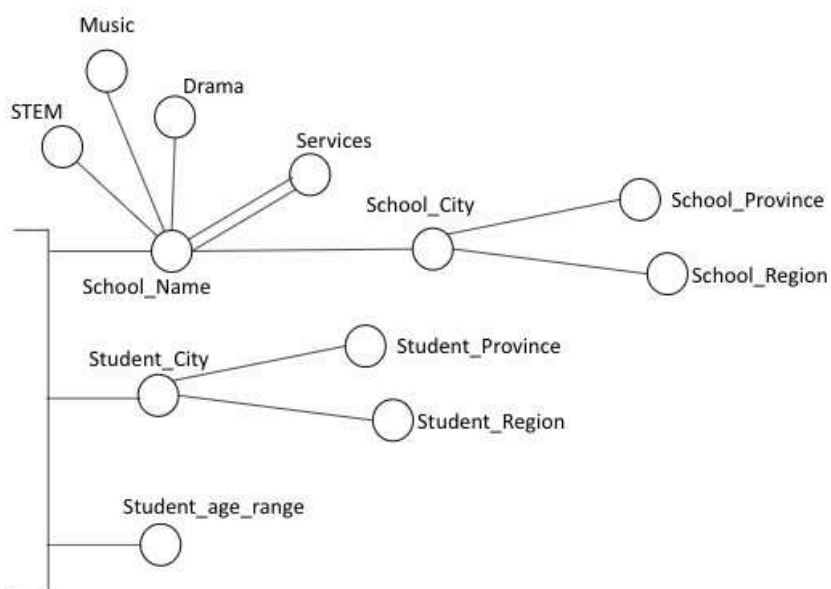 Music
Drama
STEM
Services
School_City
School_Province
School_Name
School_Region
Student_City
Student_Province
Student_Region
Student_age_range